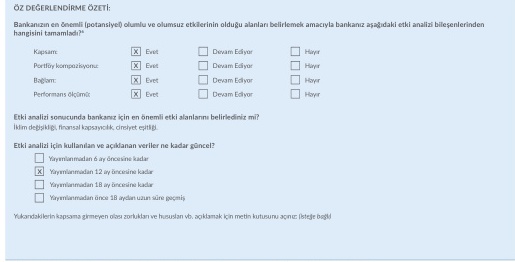 ÖZ DEĞERLENDİRME ÖZETİ:
Bankanızın en önemli (potansiyel) olumlu ve olumsuz etkilerinin olduğu alanları belirlemek amacıyla bankanız aşağıdaki etki analizi bileşenlerinden
hangisini tamamladı?⁴
Kapsam: X Evet Devam Ediyor Hayır
Portföy kompozisyonu: X Evet Devam Ediyor Hayır
Bağlam: X Evet Devam Ediyor Hayır
Performans ölçümü: X Evet Devam Ediyor Hayır
Etki analizi sonucunda bankanız için en önemli etki alanlarını belirlediniz mi?
İklim değişikliği, finansal kapsayıcılık, cinsiyet eşitliği.
Etki analizi için kullanılan ve açıklanan veriler ne kadar güncel?
Yayınlanmadan 6 ay öncesine kadar
X Yayınlanmadan 12 ay öncesine kadar
Yayınlanmadan 18 ay öncesine kadar
Yayınlanmadan önce 18 aydan uzun süre geçmiş
Yukarıdakilerin kapsama girmeyen olası zorlukları ve hususları vb. açıklamak için metin kutusunu açınız: (isteğe bağlı)